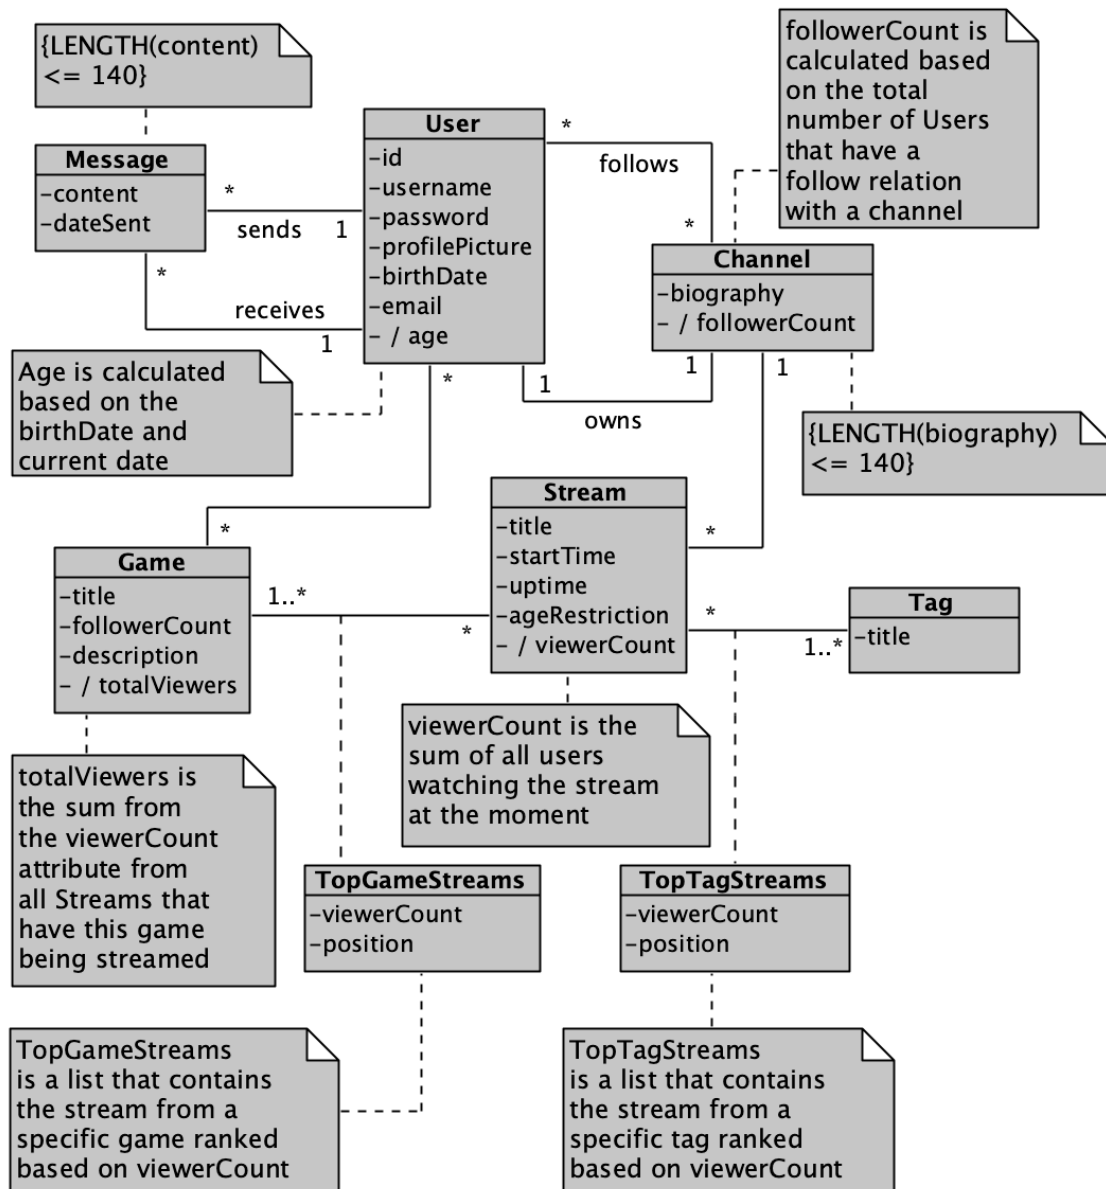 {LENGTH(content)
<= 140}
followerCount is
calculated based
on the total
number of Users
that have a
follow relation
with a channel
User
-id
-username
-password
-profilePicture
-birthDate
-email
- / age
Message
-content
-dateSent
*
sends
1
*
receives
1
*
follows
*
Channel
-biography
- / followerCount
Age is calculated
based on the
birthDate and
current date
*
1
owns
1
1
{LENGTH(biography)
<= 140}
*
Stream
-title
-startTime
-uptime
-ageRestriction
- / viewerCount
*
Game
-title
-followerCount
-description
- / totalViewers
1..*
*
*
1..*
Tag
-title
viewerCount is the
sum of all users
watching the stream
at the moment
totalViewers is
the sum from
the viewerCount
attribute from
all Streams that
have this game
being streamed
TopGameStreams
-viewerCount
-position
TopTagStreams
-viewerCount
-position
TopGameStreams
is a list that contains
the stream from a
specific game ranked
based on viewerCount
TopTagStreams
is a list that contains
the stream from a
specific tag ranked
based on viewerCount